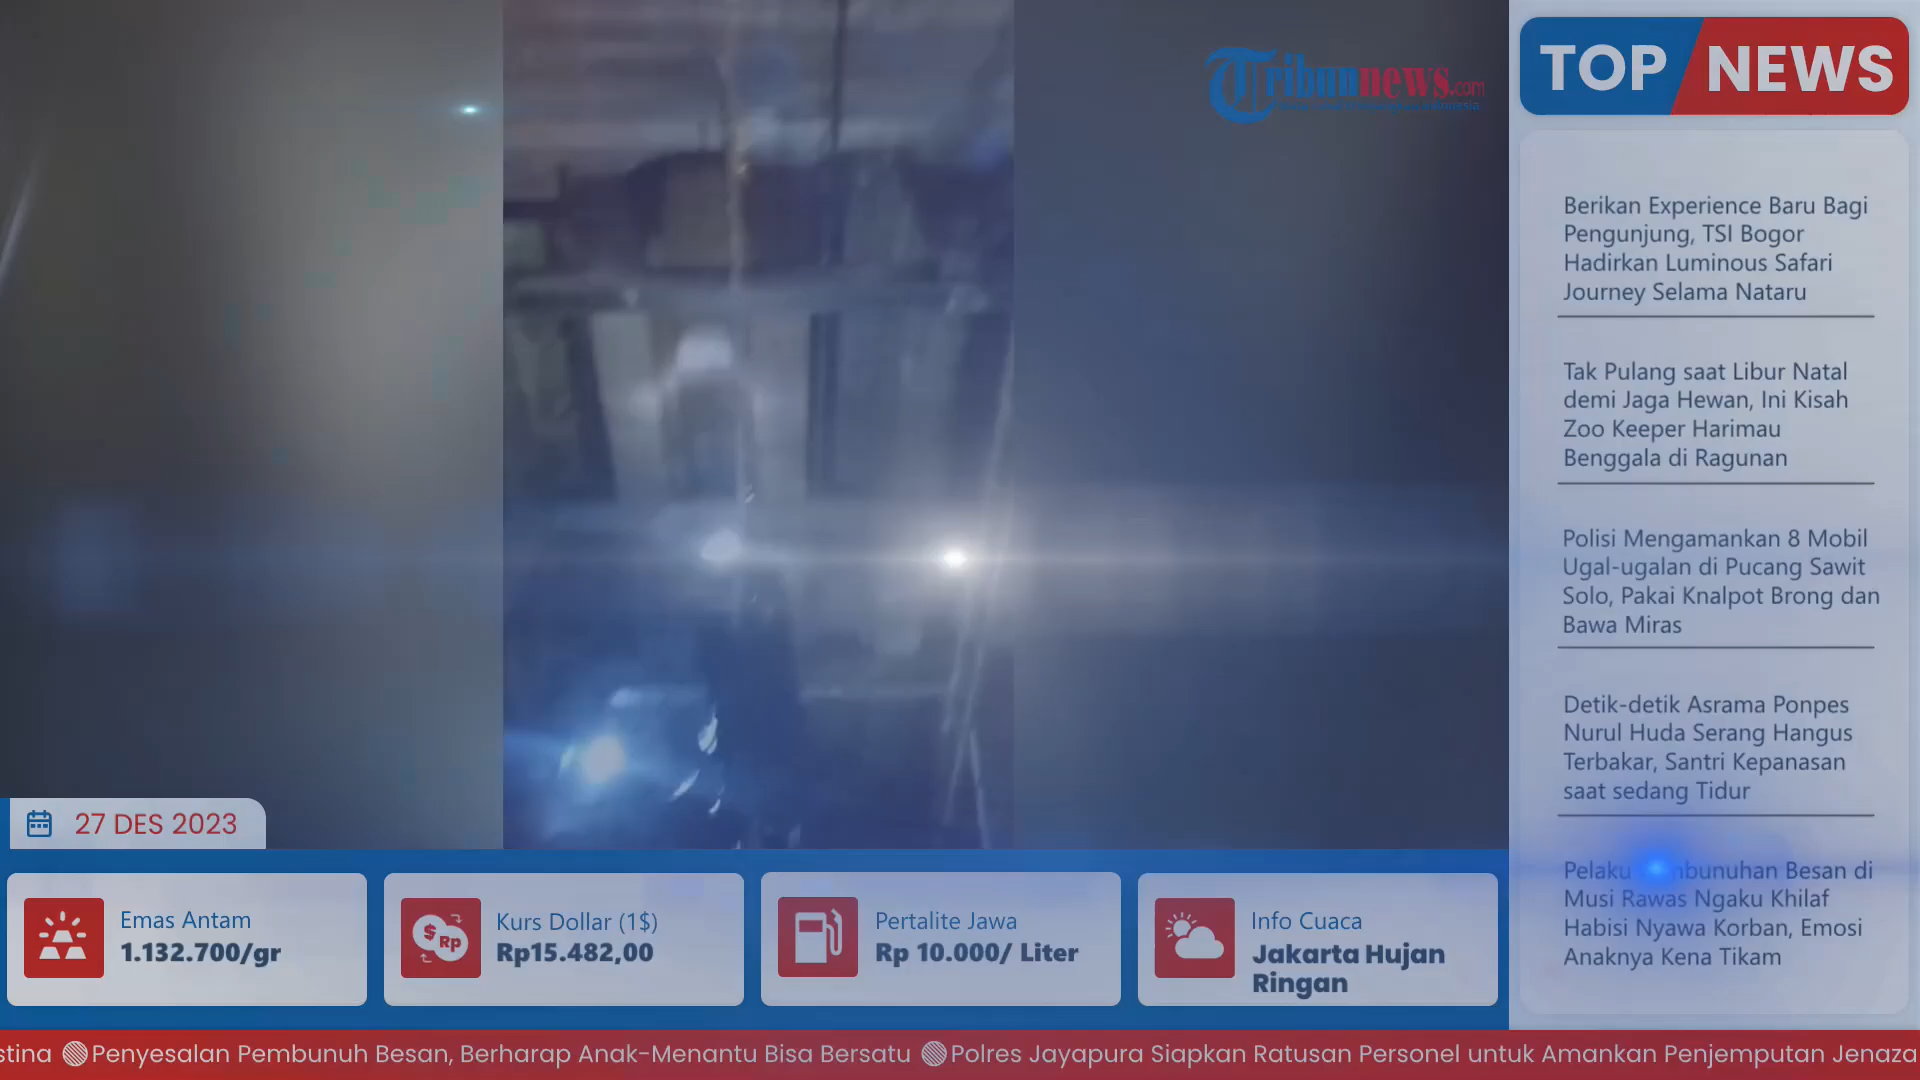 Tribunnews.com
TOP NEWS
Berikan Experience Baru Bagi
Pengunjung, TSI Bogor
Hadirkan Luminous Safari
Journey Selama Nataru
Tak Pulang saat Libur Natal
demi Jaga Hewan, Ini Kisah
Zoo Keeper Harimau
Benggala di Ragunan
Polisi Mengamankan 8 Mobil
Ugal-ugalan di Pucang Sawit
Solo, Pakai Knalpot Brong dan
Bawa Miras
Detik-detik Asrama Ponpes
Nurul Huda Serang Hangus
Terbakar, Santri Kepanasan
saat sedang Tidur
Pelaku Besan di
Musi Rawas Ngaku Khilaf
Habisi Nyawa Korban, Emosi
Anaknya Kena Tikam
27 DES 2023
Emas Antam
1.132.700/gr
Kurs Dollar (1$)
Rp15.482,00
Pertalite Jawa
Rp 10.000/ Liter
Info Cuaca
Jakarta Hujan
Ringan
stina Penyesalan Pembunuh Besan, Berharap Anak-Menantu Bisa Bersatu Polres Jayapura Siapkan Ratusan Personel untuk Amankan Penjemputan Jenaza